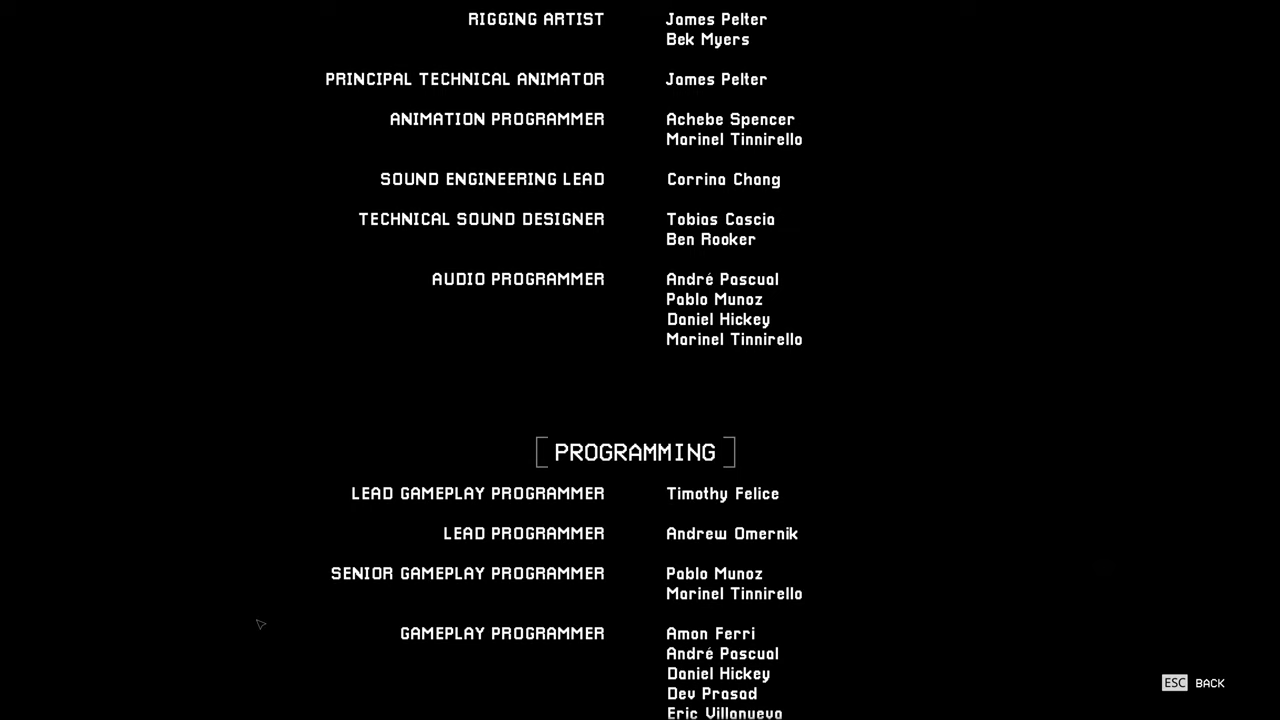 RIGGING ARTIST James Pelter
Bek Myers
PRINCIPAL TECHNICAL ANIMATOR James Pelter
ANIMATION PROGRAMMER Achebe Spencer
Marinel Tinnirello
SOUND ENGINEERING LEAD Corrina Chang
TECHNICAL SOUND DESIGNER Tobias Cascia
Ben Rooker
AUDIO PROGRAMMER André Pascual
Pablo Munoz
Daniel Hickey
Marinel Tinnirello
PROGRAMMING
LEAD GAMEPLAY PROGRAMMER Timothy Felice
LEAD PROGRAMMER Andrew Omernik
SENIOR GAMEPLAY PROGRAMMER Pablo Munoz
Marinel Tinnirello
GAMEPLAY PROGRAMMER Amon Ferri
André Pascual
Daniel Hickey
Dev Prasad
Eric Villanueva
ESC BACK